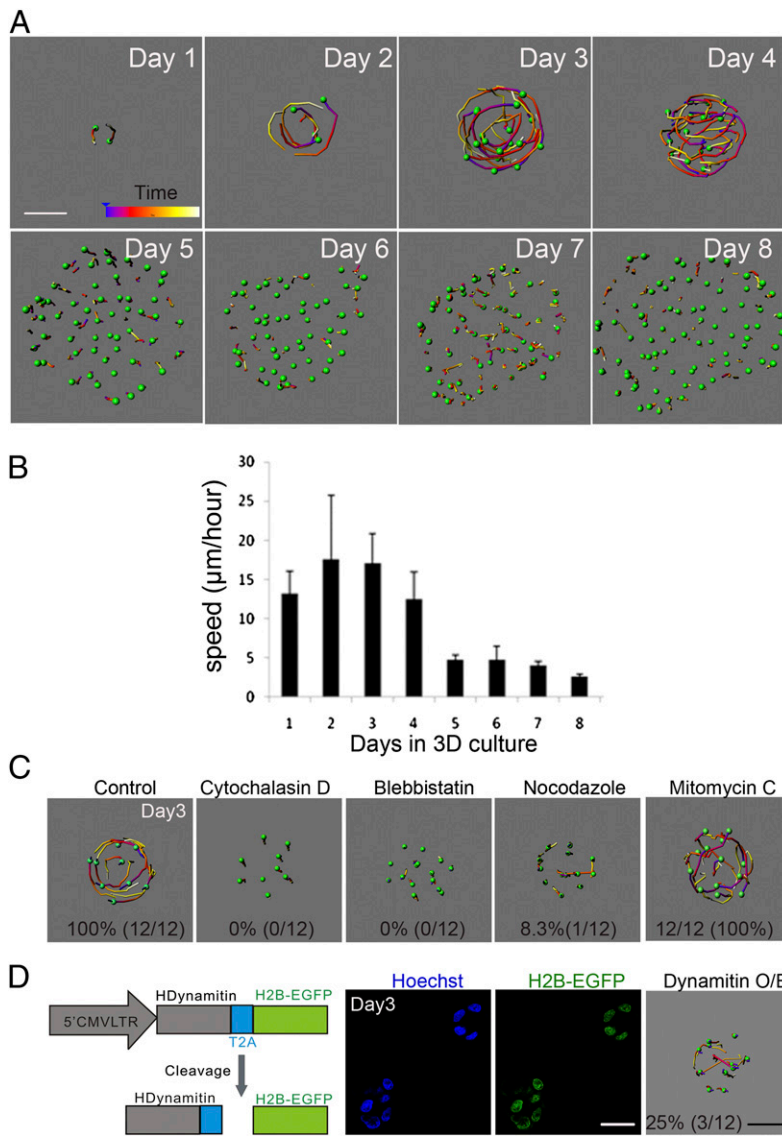 A
Day 1
Day 2
Day 3
Day 4
Time
Day 5
Day 6
Day 7
Day 8
B
speed (µm/hour)
30
25
20
15
10
5
0
1 2 3 4 5 6 7 8
Days in 3D culture
C
Control
Cytochalasin D
Blebbistatin
Nocodazole
Mitomycin C
Day3
100% (12/12)
0% (0/12)
0% (0/12)
8.3%(1/12)
12/12 (100%)
D
HDynamitin
H2B-EGFP
5'CMVLTR
T2A
Cleavage
HDynamitin
H2B-EGFP
Hoechst
H2B-EGFP
Dynamitin O/E
Day3
25% (3/12)